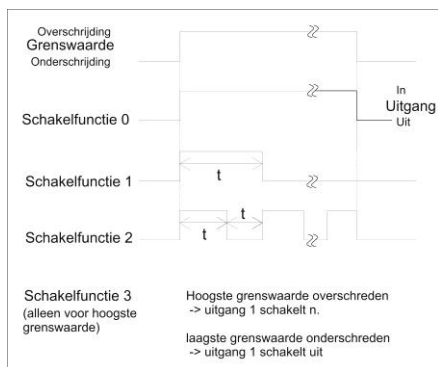 Overschrijding
Grenswaarde
Onderschrijding
In
Uitgang
Uit
Schakelfunctie 0
Schakelfunctie 1
t
Schakelfunctie 2
t
t
Schakelfunctie 3
(alleen voor hoogste
grenswaarde)
Hoogste grenswaarde overschreden
-> uitgang 1 schakelt n.
laagste grenswaarde onderschreden
-> uitgang 1 schakelt uit